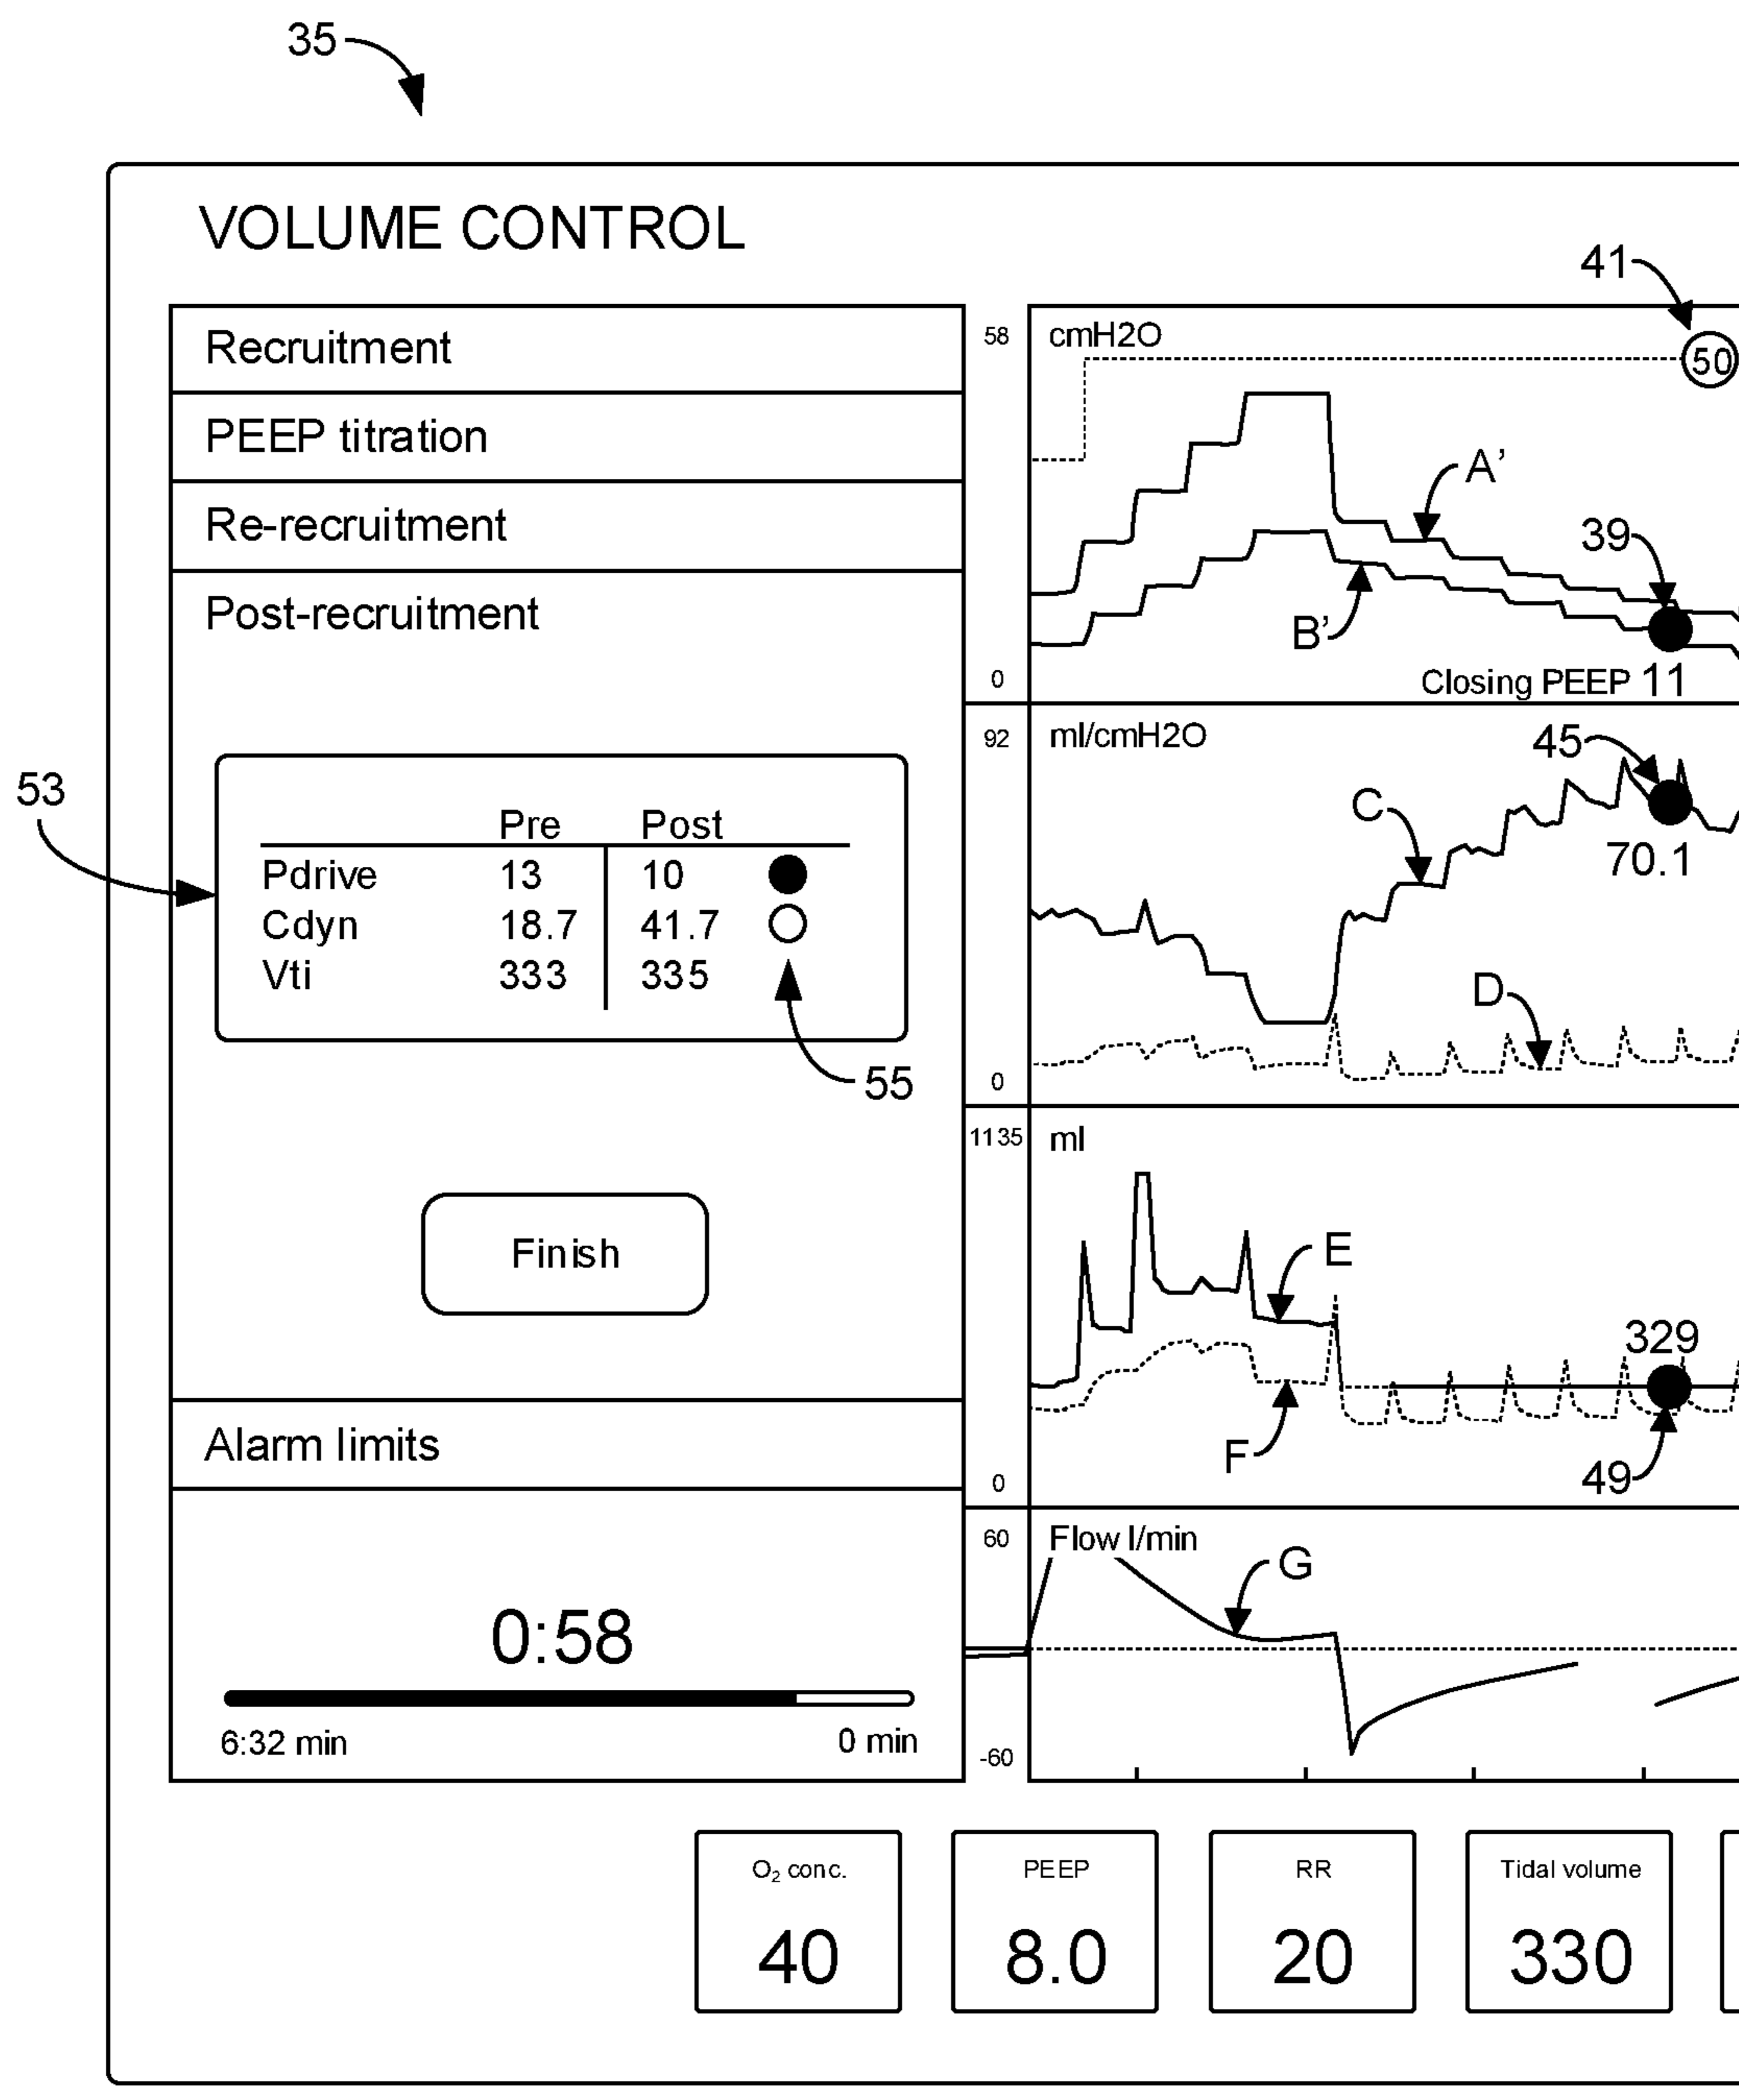 35
VOLUME CONTROL
Recruitment
PEEP titration
Re-recruitment
Post-recruitment
53
Pre Post
Pdrive 13 10
Cdyn 18.7 41.7
Vti 333 335
55
Finish
Alarm limits
0:58
6:32 min 0 min
58
cmH2O
41
50
A’
39
B’
0
Closing PEEP 11
92
ml/cmH2O
45
C
70.1
D
0
1135
ml
E
329
F
49
0
60
Flow l/min
G
-60
O₂ conc.
40
PEEP
8.0
RR
20
Tidal volume
330